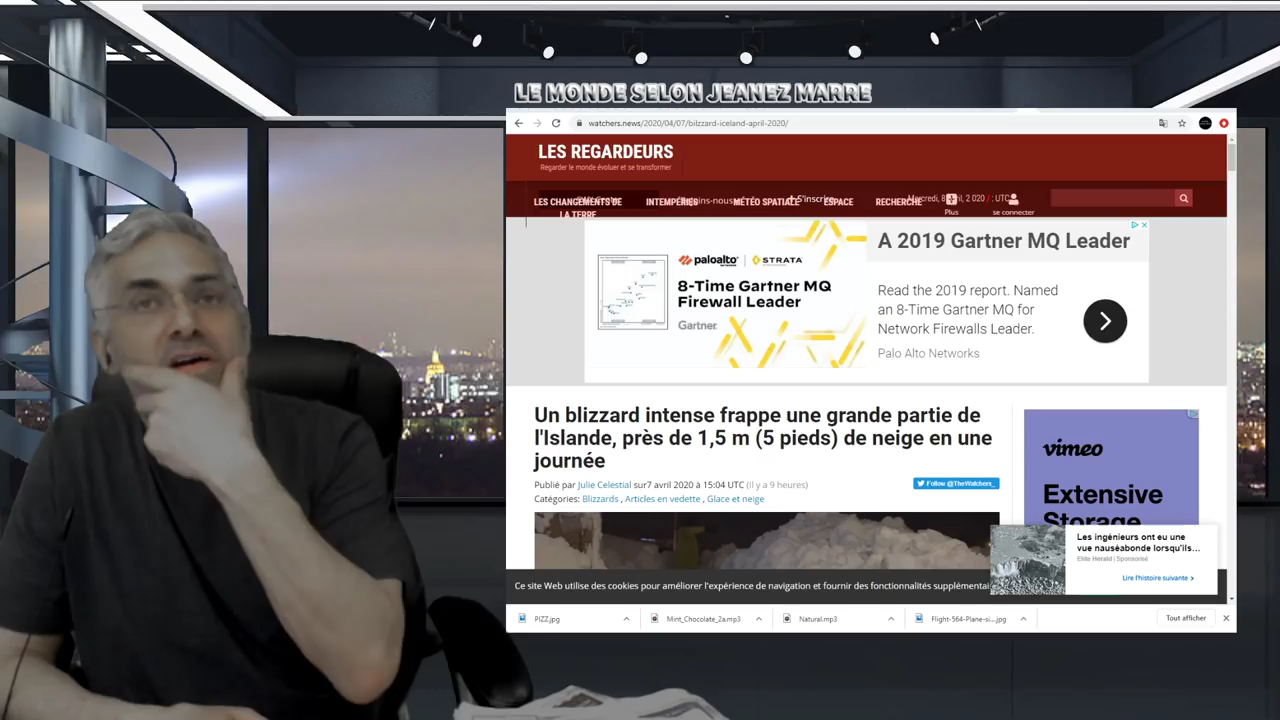 LE MONDE SELON JEANEZ MARRE
watchers.news/2020/04/07/bilzzard-iceland-april-2020/
LES REGARDEURS
Regarder le monde évoluer et se transformer
LES CHANGEMENTS DE
LA TERRE
INTEMPÉRIES
MÉTÉO SPATIALE
S'inscri
ESPACE
RECHERCHE
2 020
UTC
Plus
se connecter
paloalto
STRATA
8-Time Gartner MQ
Firewall Leader
Gartner
A 2019 Gartner MQ Leader
Read the 2019 report. Named
an 8-Time Gartner MQ for
Network Firewalls Leader.
Palo Alto Networks
Un blizzard intense frappe une grande partie de
l'Islande, près de 1,5 m (5 pieds) de neige en une
journée
Publié par Julie Celestial sur7 avril 2020 à 15:04 UTC (il y a 9 heures)
Follow @TheWatchers_
Catégories: Blizzards , Articles en vedette , Glace et neige
vimeo
Extensive
Storage
Les ingénieurs ont eu une
vue nauséabonde lorsqu'ils...
Elite Herald | Sponsorisé
Lire l'histoire suivante >
Ce site Web utilise des cookies pour améliorer l'expérience de navigation et fournir des fonctionnalités supplémentai
PIZZ.jpg
Mint_Chocolate_2a.mp3
Natural.mp3
Flight-564-Plane-si....jpg
Tout afficher